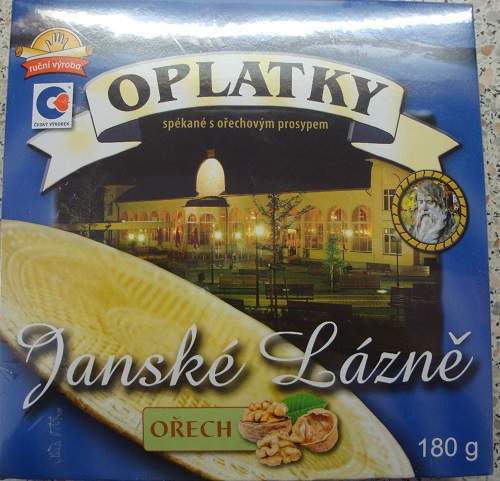 ruční výroba
OPLATKY
spékané s ořechovým prosypem
ČESKÝ VÝROBEK
Janské Lázně
OŘECH
180 g